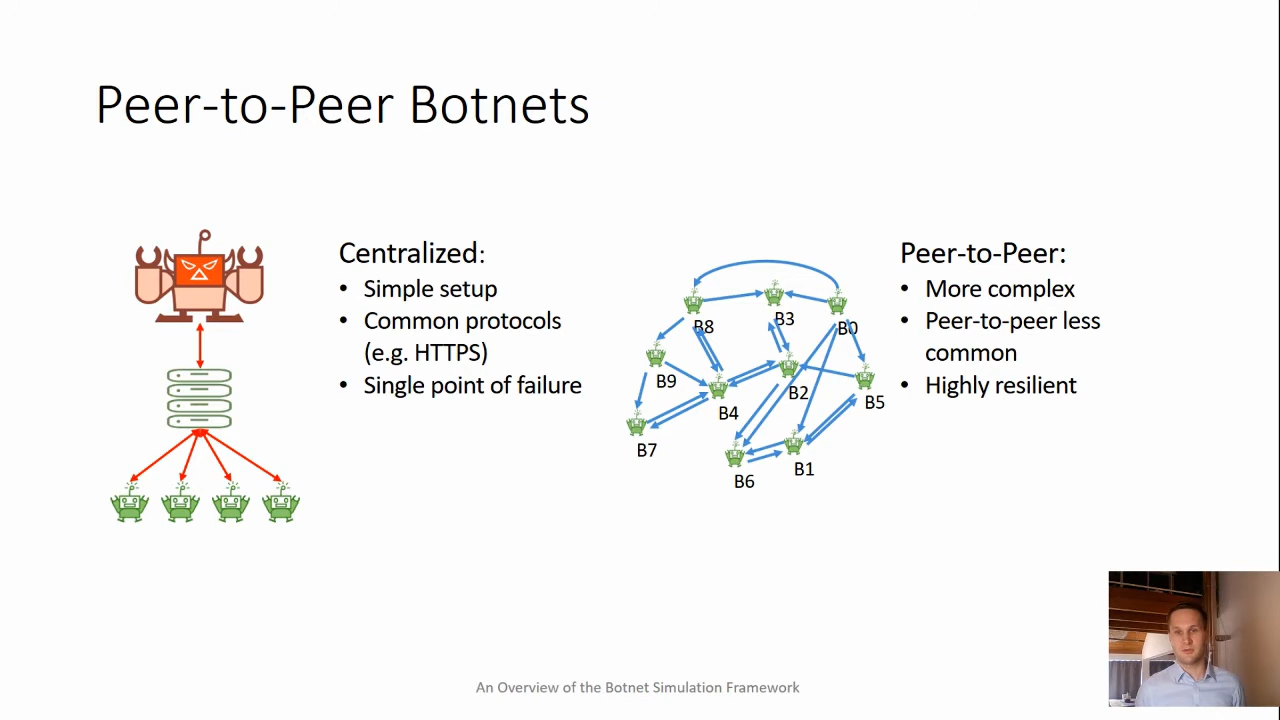 Peer-to-Peer Botnets
Centralized:
• Simple setup
• Common protocols
(e.g. HTTPS)
• Single point of failure
B8
B3
B0
B9
B4
B2
B5
B7
B6
B1
Peer-to-Peer:
• More complex
• Peer-to-peer less
common
• Highly resilient
An Overview of the Botnet Simulation Framework